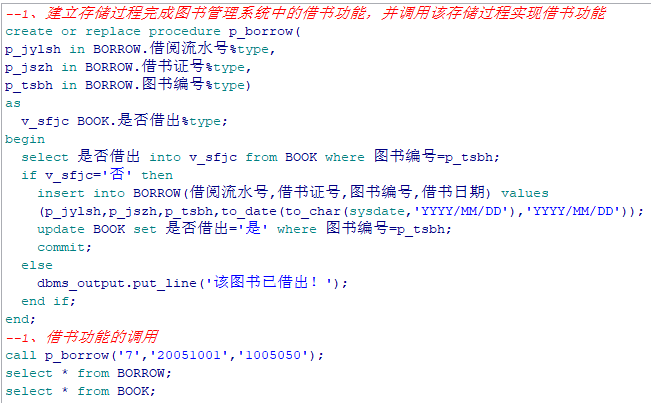 --1、建立存储过程完成图书管理系统中的借书功能，并调用该存储过程实现借书功能
create or replace procedure p_borrow(
p_jylsh in BORROW.借阅流水号%type,
p_jszh in BORROW.借书证号%type,
p_tsbh in BORROW.图书编号%type)
as
  v_sfjc BOOK.是否借出%type;
begin
  select 是否借出 into v_sfjc from BOOK where 图书编号=p_tsbh;
  if v_sfjc='否' then
    insert into BORROW(借阅流水号,借书证号,图书编号,借书日期) values
    (p_jylsh,p_jszh,p_tsbh,to_date(to_char(sysdate,'YYYY/MM/DD'),'YYYY/MM/DD'));
    update BOOK set 是否借出='是' where 图书编号=p_tsbh;
    commit;
  else
    dbms_output.put_line('该图书已借出！');
  end if;
end;
--1、借书功能的调用
call p_borrow('7','20051001','1005050');
select * from BORROW;
select * from BOOK;